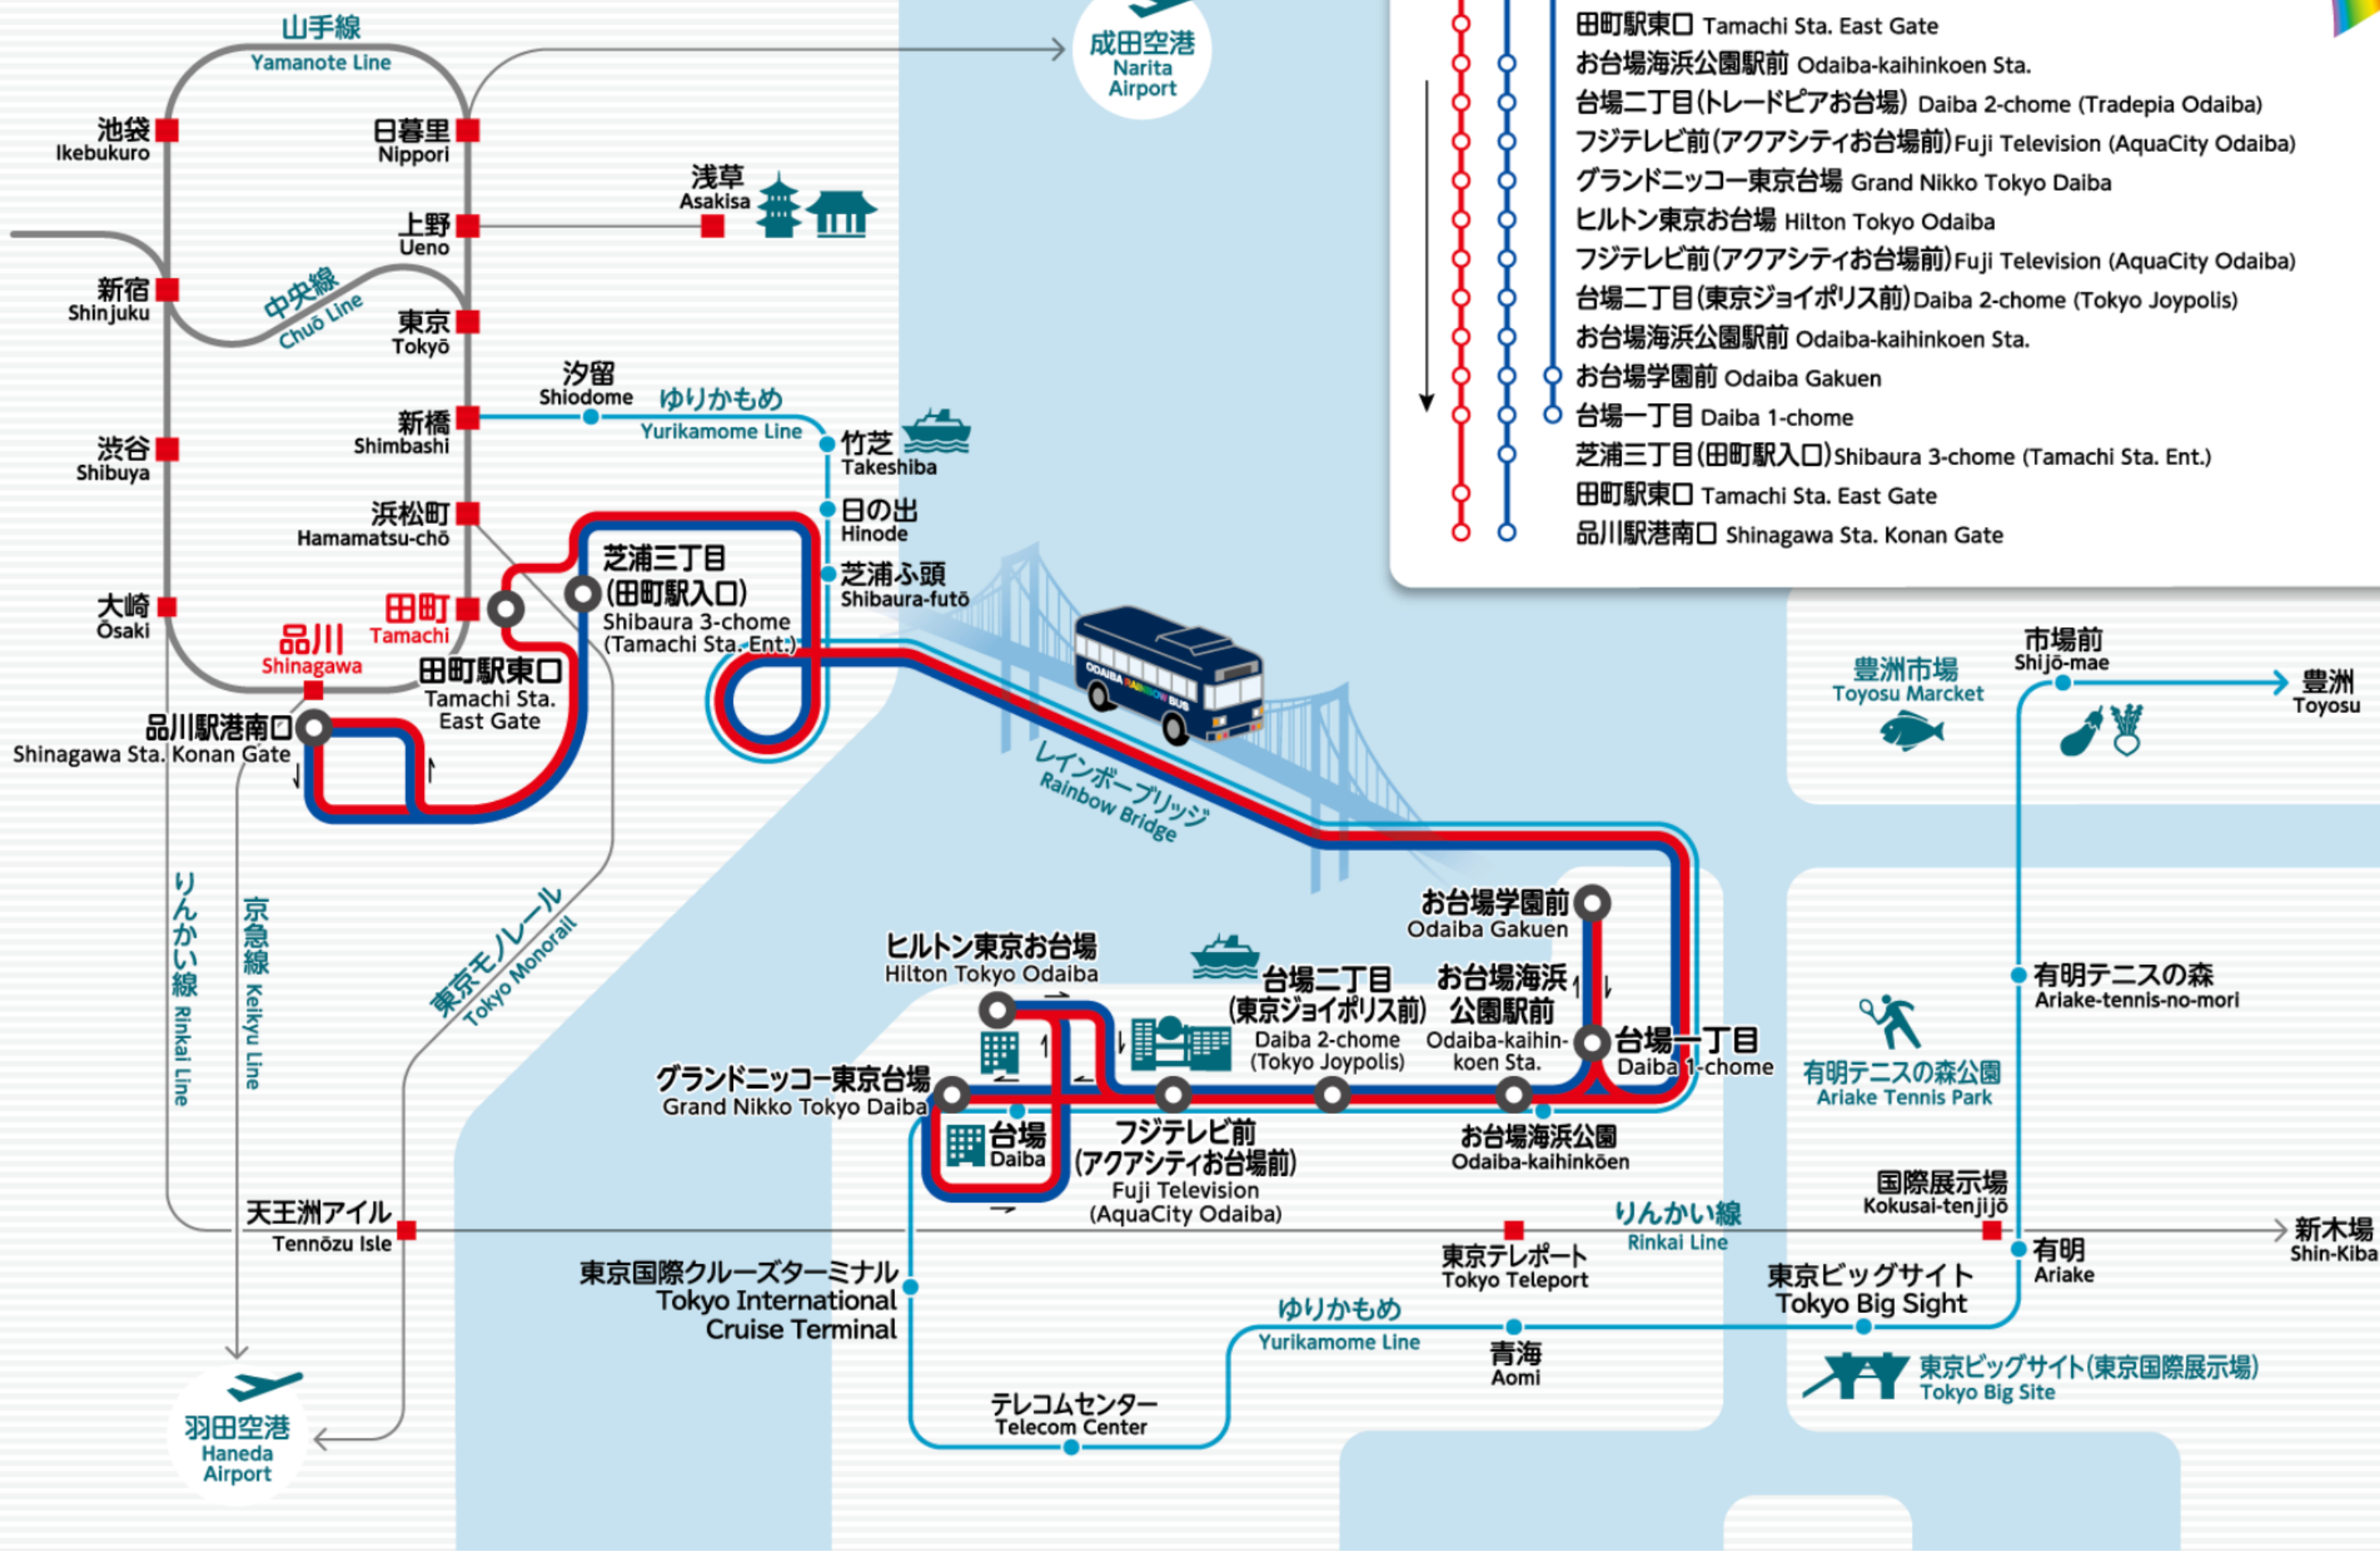 山手線
Yamanote Line
成田空港
Narita
Airport
池袋
Ikebukuro
日暮里
Nippori
浅草
Asakisa
上野
Ueno
新宿
Shinjuku
中央線
Chuō Line
東京
Tokyō
汐留
Shiodome
ゆりかもめ
Yurikamome Line
新橋
Shimbashi
竹芝
Takeshiba
渋谷
Shibuya
浜松町
Hamamatsu-chō
日の出
Hinode
芝浦ふ頭
Shibaura-futō
芝浦三丁目
(田町駅入口)
Shibaura 3-chome
(Tamachi Sta. Ent.)
大崎
Ōsaki
田町
Tamachi
品川
Shinagawa
田町駅東口
Tamachi Sta.
East Gate
品川駅港南口
Shinagawa Sta. Konan Gate
田町駅東口 Tamachi Sta. East Gate
お台場海浜公園駅前 Odaiba-kaihinkoen Sta.
台場二丁目(トレードピアお台場) Daiba 2-chome (Tradepia Odaiba)
フジテレビ前(アクアシティお台場前)Fuji Television (AquaCity Odaiba)
グランドニッコー東京台場 Grand Nikko Tokyo Daiba
ヒルトン東京お台場 Hilton Tokyo Odaiba
フジテレビ前(アクアシティお台場前)Fuji Television (AquaCity Odaiba)
台場二丁目(東京ジョイポリス前)Daiba 2-chome (Tokyo Joypolis)
お台場海浜公園駅前 Odaiba-kaihinkoen Sta.
お台場学園前 Odaiba Gakuen
台場一丁目 Daiba 1-chome
芝浦三丁目(田町駅入口)Shibaura 3-chome (Tamachi Sta. Ent.)
田町駅東口 Tamachi Sta. East Gate
品川駅港南口 Shinagawa Sta. Konan Gate
ODAIBA RAINBOW BUS
レインボーブリッジ
Rainbow Bridge
市場前
Shijō-mae
豊洲市場
Toyosu Marcket
豊洲
Toyosu
りんかい線 Rinkai Line
京急線 Keikyu Line
東京モノレール
Tokyo Monorail
お台場学園前
Odaiba Gakuen
ヒルトン東京お台場
Hilton Tokyo Odaiba
台場二丁目
(東京ジョイポリス前)
Daiba 2-chome
(Tokyo Joypolis)
お台場海浜
公園駅前
Odaiba-kaihin-
koen Sta.
台場一丁目
Daiba 1-chome
有明テニスの森
Ariake-tennis-no-mori
有明テニスの森公園
Ariake Tennis Park
グランドニッコー東京台場
Grand Nikko Tokyo Daiba
台場
Daiba
フジテレビ前
(アクアシティお台場前)
Fuji Television
(AquaCity Odaiba)
お台場海浜公園
Odaiba-kaihinkōen
天王洲アイル
Tennōzu Isle
りんかい線
Rinkai Line
国際展示場
Kokusai-tenjijō
新木場
Shin-Kiba
東京テレポート
Tokyo Teleport
有明
Ariake
東京国際クルーズターミナル
Tokyo International
Cruise Terminal
東京ビッグサイト
Tokyo Big Sight
ゆりかもめ
Yurikamome Line
青海
Aomi
東京ビッグサイト(東京国際展示場)
Tokyo Big Site
テレコムセンター
Telecom Center
羽田空港
Haneda
Airport